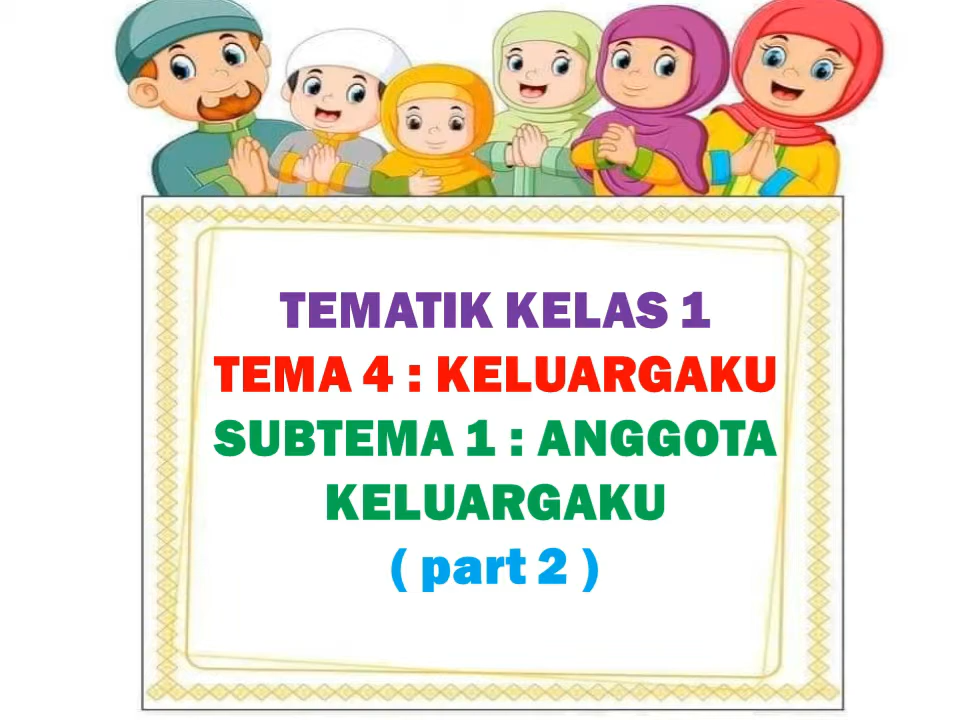 TEMATIK KELAS 1
TEMA 4 : KELUARGAKU
SUBTEMA 1 : ANGGOTA
KELUARGAKU
( part 2 )